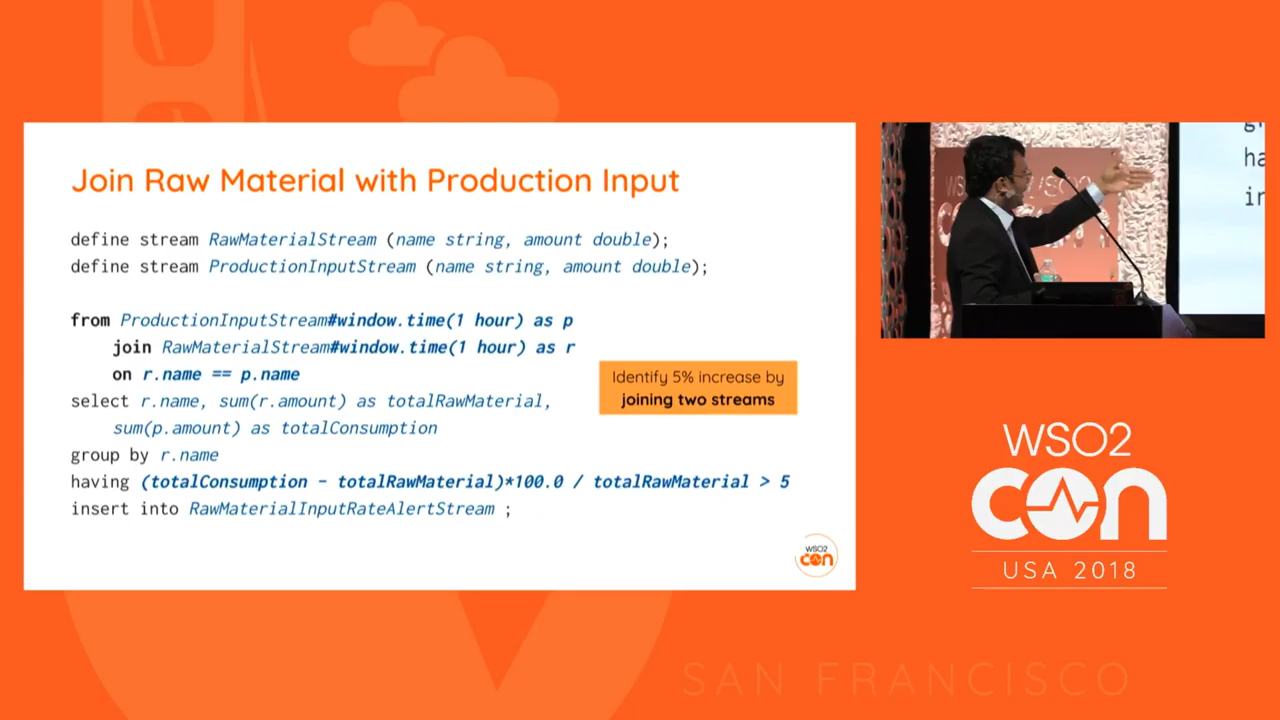 Join Raw Material with Production Input
define stream RawMaterialStream (name string, amount double);
define stream ProductionInputStream (name string, amount double);
from ProductionInputStream#window.time(1 hour) as p
join RawMaterialStream#window.time(1 hour) as r
on r.name == p.name
select r.name, sum(r.amount) as totalRawMaterial,
sum(p.amount) as totalConsumption
group by r.name
having (totalConsumption - totalRawMaterial)*100.0 / totalRawMaterial > 5
insert into RawMaterialInputRateAlertStream ;
Identify 5% increase by
joining two streams
WSO2
con
ha
in
WSO2
con
USA 2018
SAN FRANCISCO